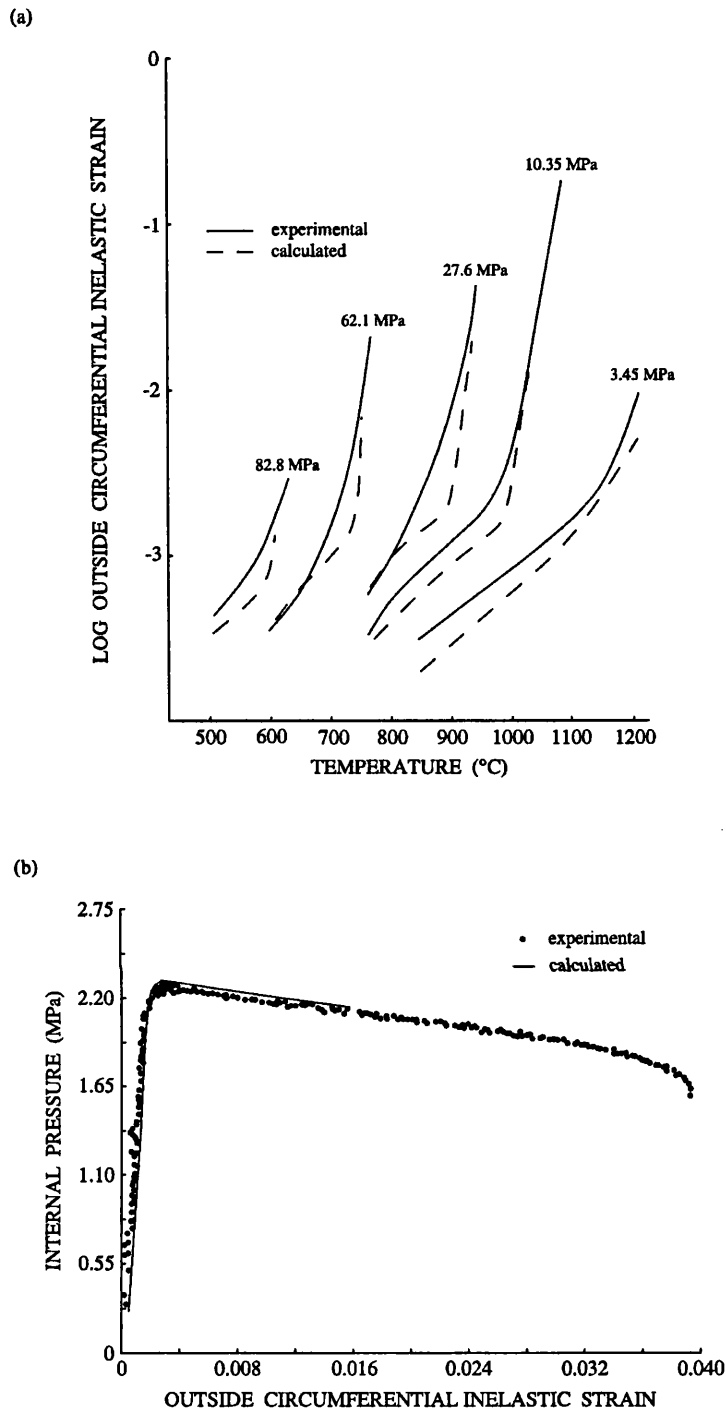 (a)
0
-1
-2
-3
LOG OUTSIDE CIRCUMFERENTIAL INELASTIC STRAIN
experimental
calculated
10.35 MPa
27.6 MPa
62.1 MPa
3.45 MPa
82.8 MPa
500 600 700 800 900 1000 1100 1200
TEMPERATURE (°C)
(b)
2.75
2.20
1.65
1.10
0.55
0
INTERNAL PRESSURE (MPa)
experimental
calculated
0 0.008 0.016 0.024 0.032 0.040
OUTSIDE CIRCUMFERENTIAL INELASTIC STRAIN